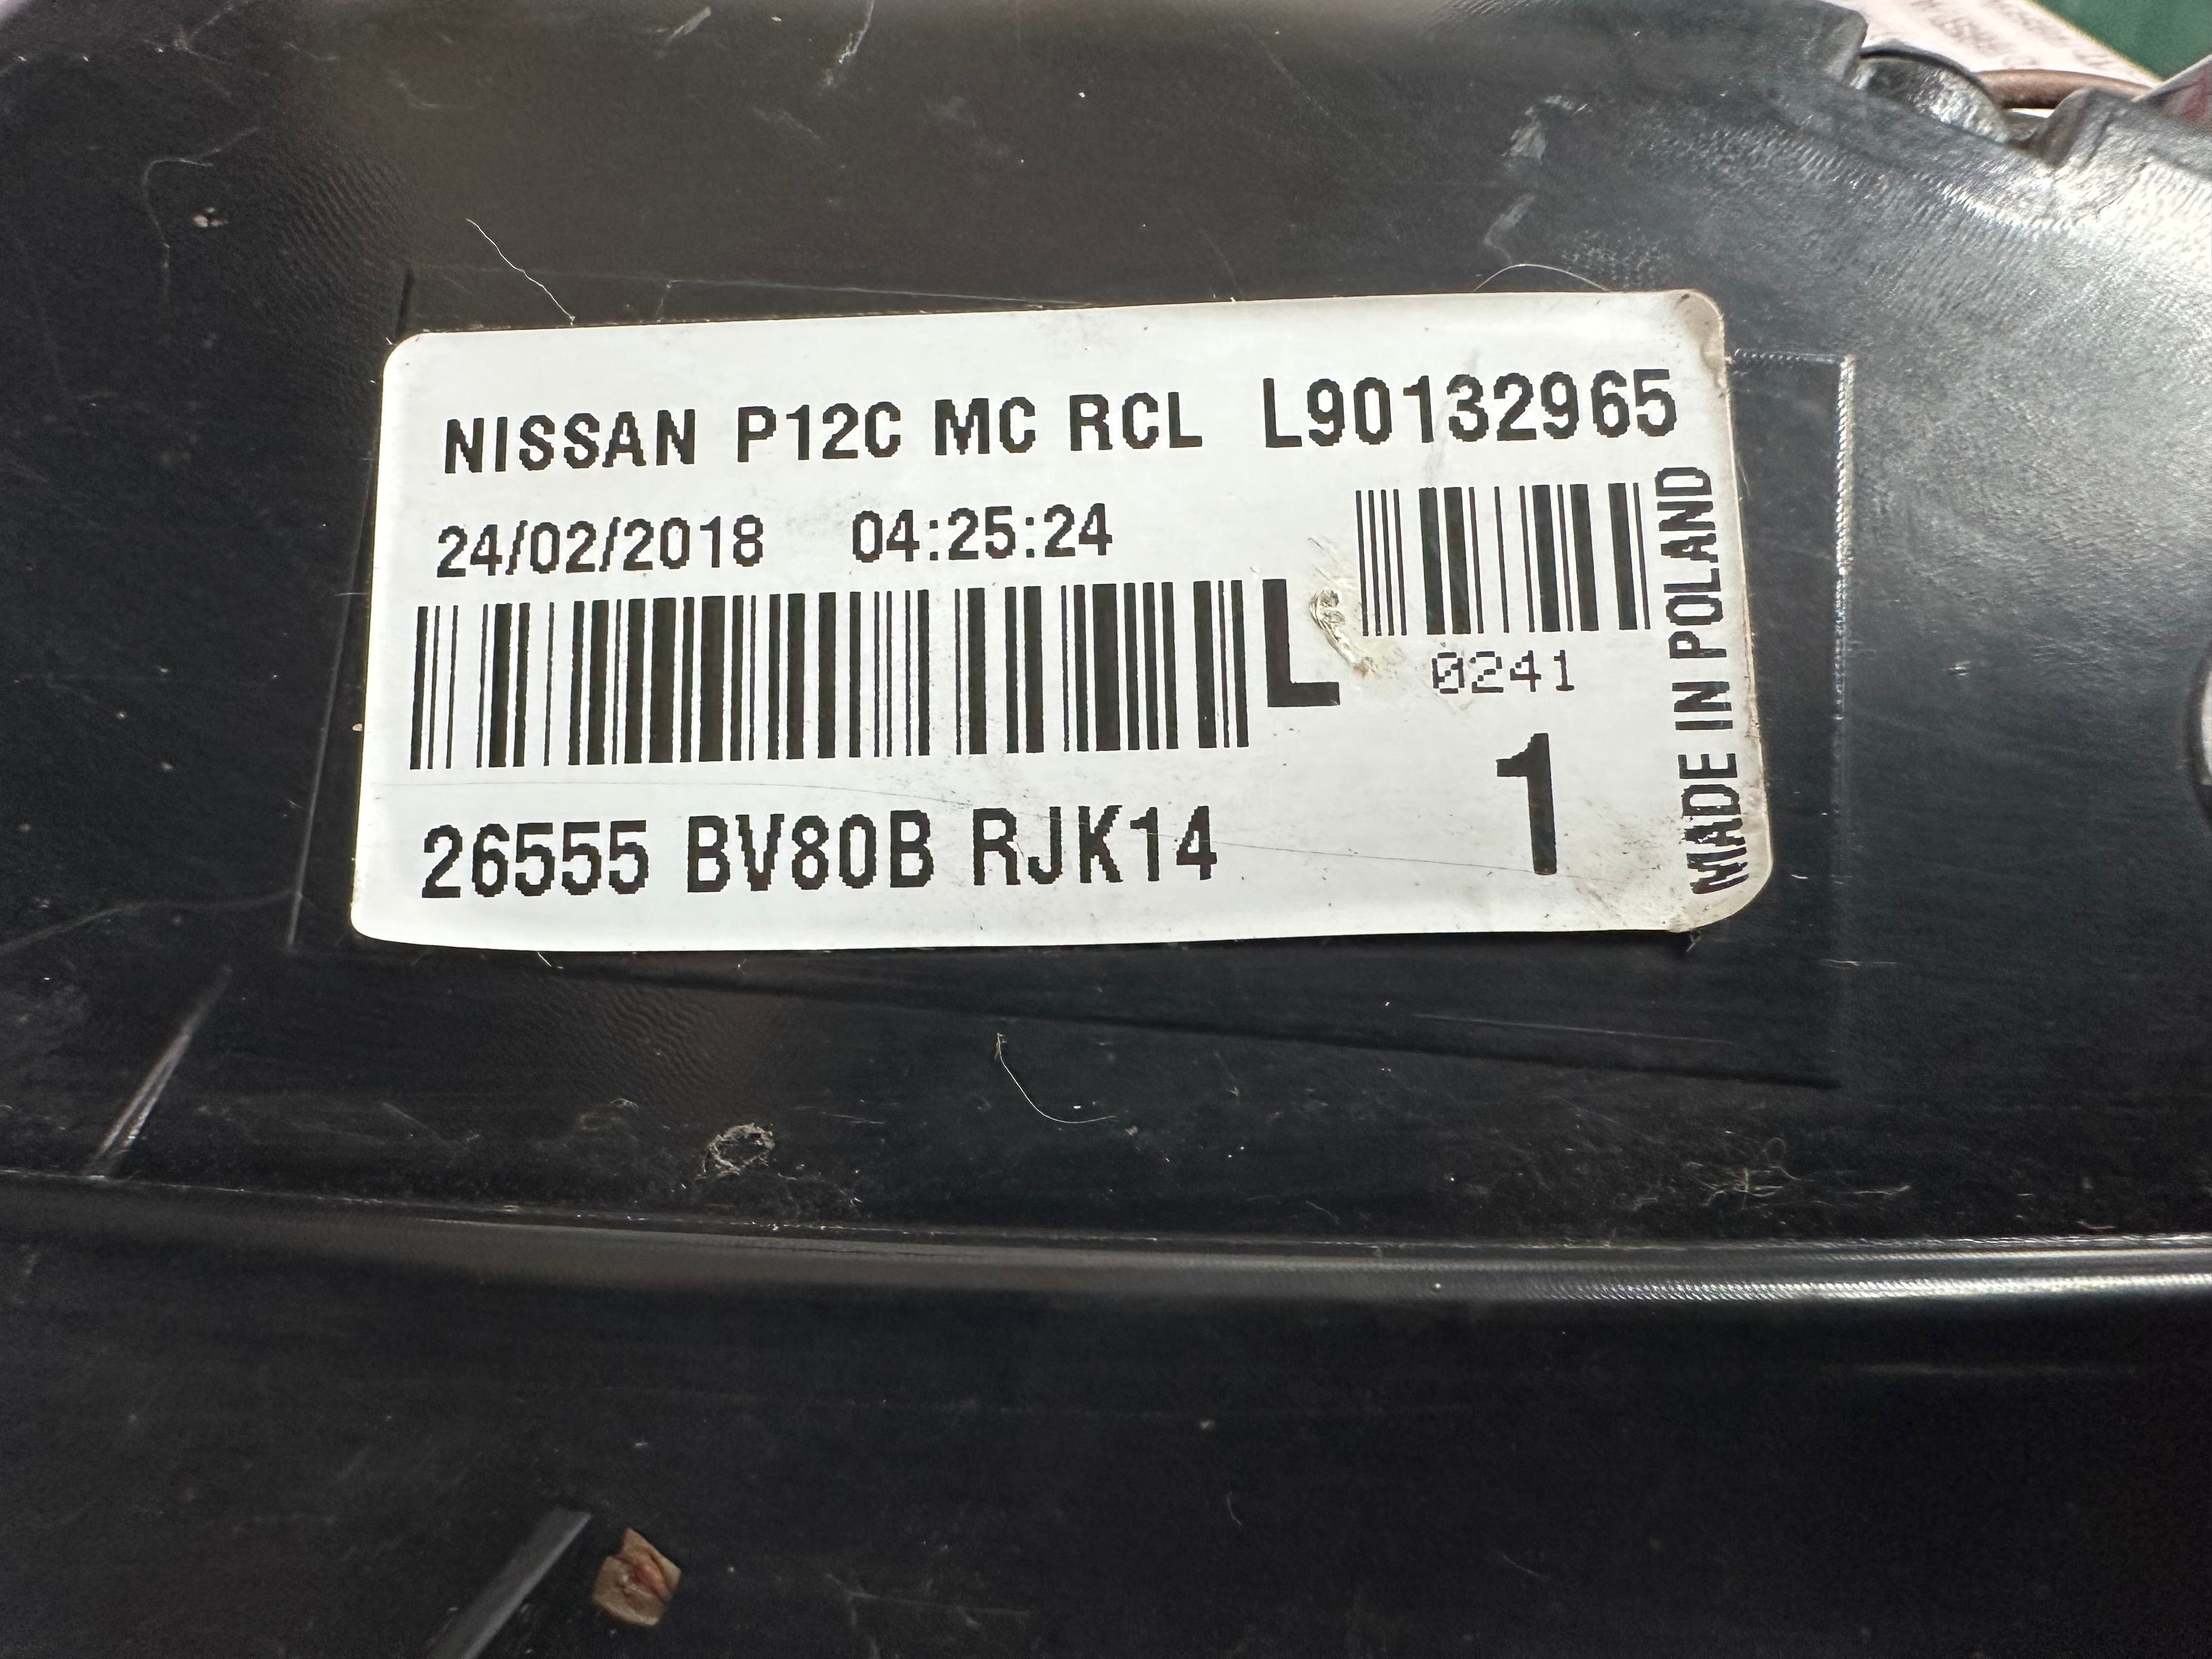 NISSAN P12C MC RCL L90132965
24/02/2018 04:25:24
L
0241
1
26555 BV80B RJK14
MADE IN POLAND